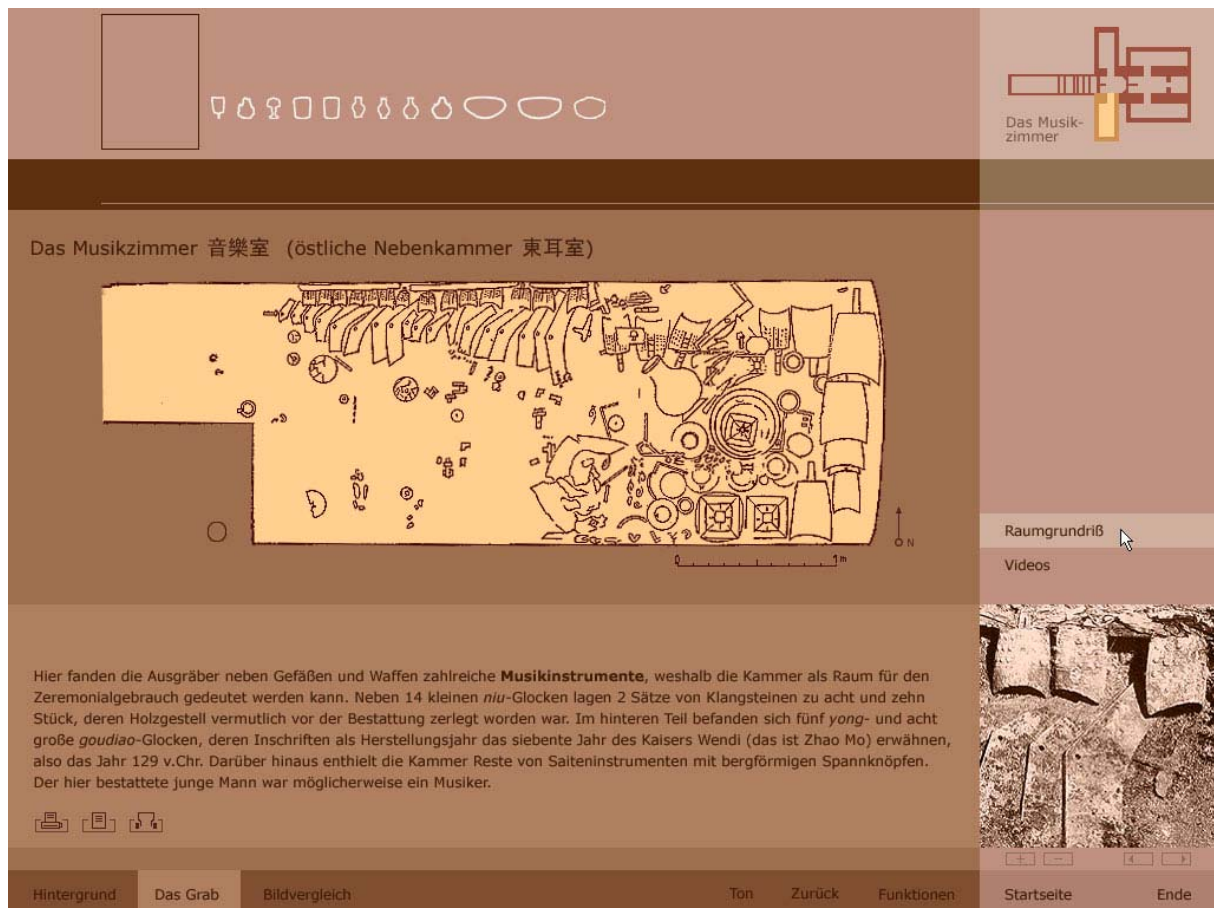 Das Musik-
zimmer
Das Musikzimmer 音樂室 (östliche Nebenkammer 東耳室)
N
0 1 m
Raumgrundriß
Videos
Hier fanden die Ausgräber neben Gefäßen und Waffen zahlreiche Musikinstrumente, weshalb die Kammer als Raum für den
Zeremonialgebrauch gedeutet werden kann. Neben 14 kleinen niu-Glocken lagen 2 Sätze von Klangsteinen zu acht und zehn
Stück, deren Holzgestell vermutlich vor der Bestattung zerlegt worden war. Im hinteren Teil befanden sich fünf yong- und acht
große goudiao-Glocken, deren Inschriften als Herstellungsjahr das siebente Jahr des Kaisers Wendi (das ist Zhao Mo) erwähnen,
also das Jahr 129 v.Chr. Darüber hinaus enthielt die Kammer Reste von Saiteninstrumenten mit bergförmigen Spannknöpfen.
Der hier bestattete junge Mann war möglicherweise ein Musiker.
Hintergrund Das Grab Bildvergleich Ton Zurück Funktionen Startseite Ende